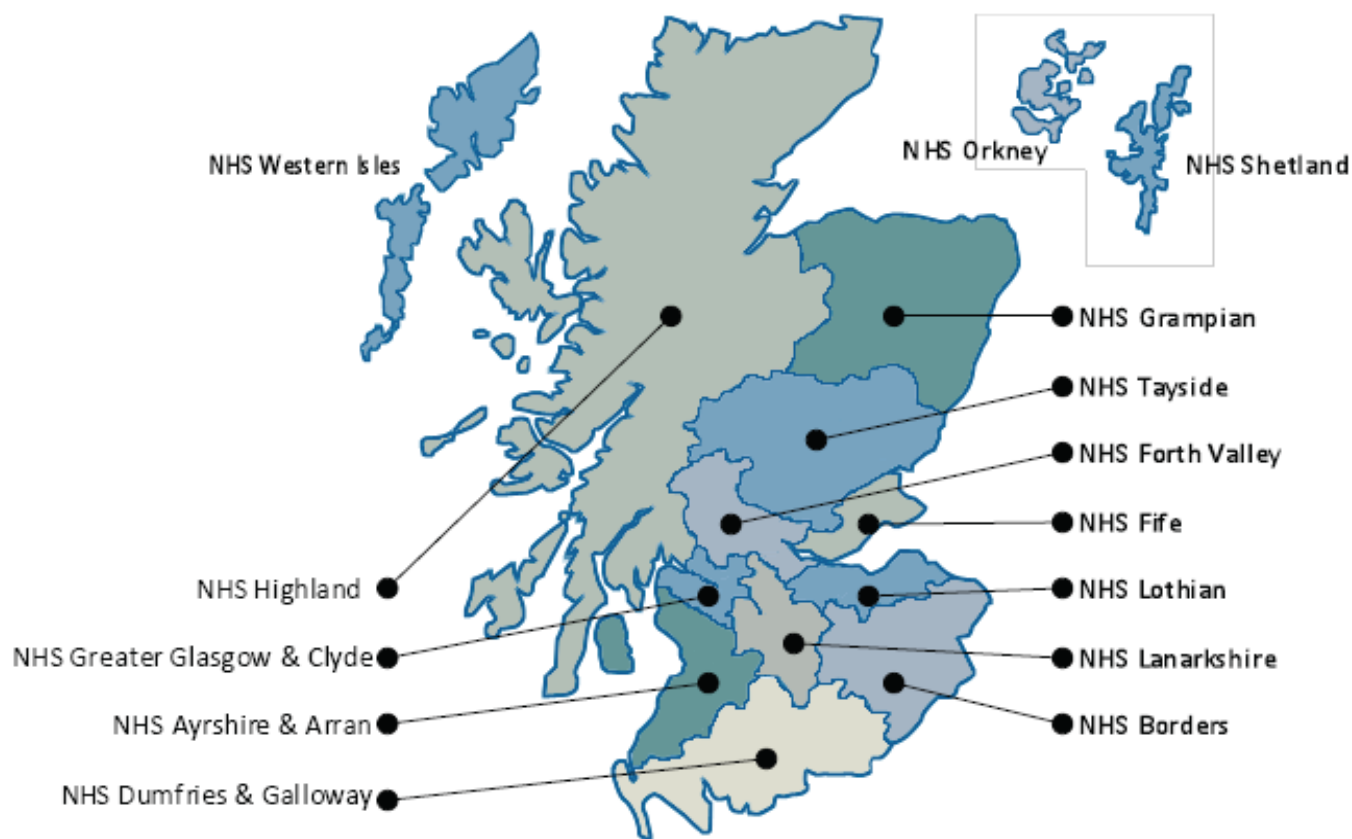 NHS Orkney
NHS Western Isles
NHS Shetland
NHS Grampian
NHS Tayside
NHS Forth Valley
NHS Fife
NHS Highland
NHS Lothian
NHS Greater Glasgow & Clyde
NHS Lanarkshire
NHS Ayrshire & Arran
NHS Borders
NHS Dumfries & Galloway